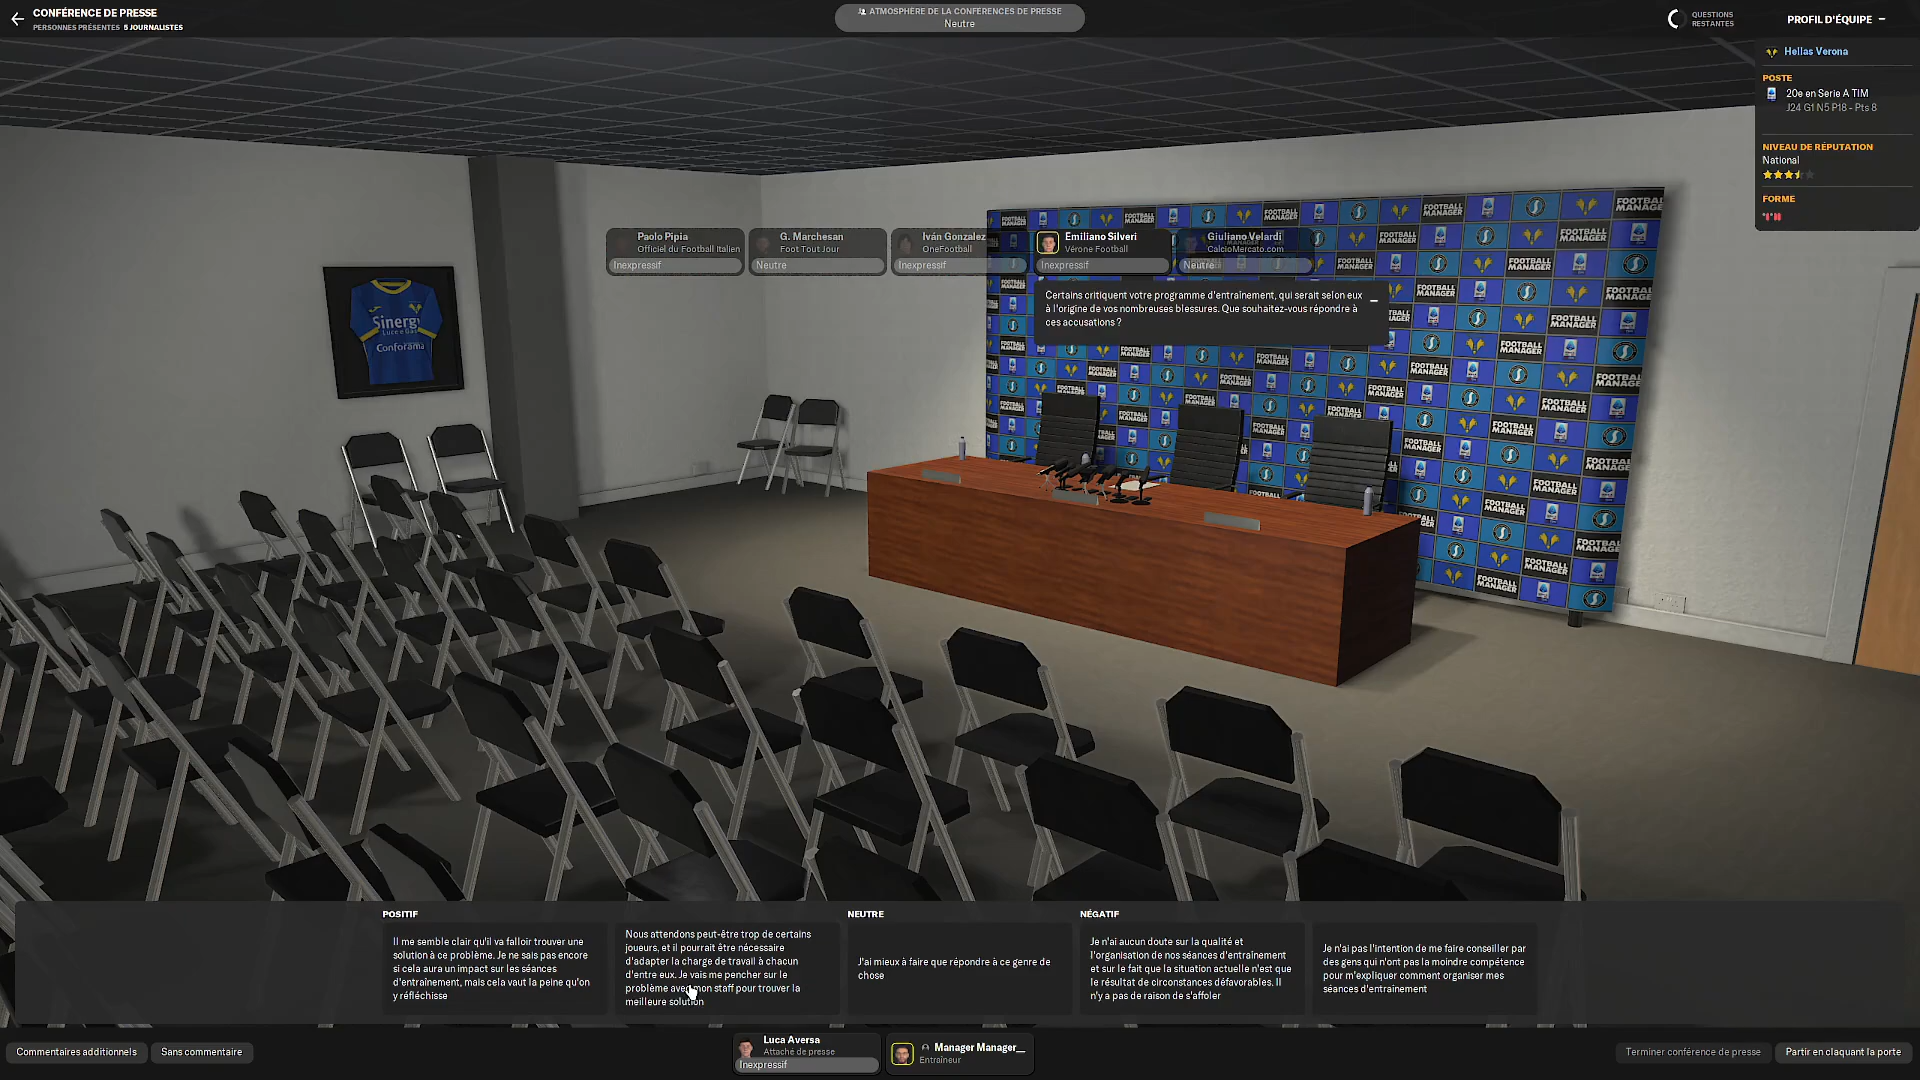 CONFÉRENCE DE PRESSE
PERSONNES PRÉSENTES 5 JOURNALISTES
ATMOSPHÈRE DE LA CONFERENCES DE PRESSE
Neutre
QUESTIONS
RESTANTES
PROFIL D'ÉQUIPE
Hellas Verona
POSTE
20e en Serie A TIM
J24 G1 N5 P18 - Pts 8
NIVEAU DE RÉPUTATION
National
FORME
Paolo Pipia
Officiel du Football Italien
Inexpressif
G. Marchesan
Foot Tout Jour
Neutre
Iván Gonzalez
OneFootball
Inexpressif
Emiliano Silveri
Vérone Football
Inexpressif
Giuliano Velardi
CalcioMercato.com
Neutre
Certains critiquent votre programme d'entraînement, qui serait selon eux
à l'origine de vos nombreuses blessures. Que souhaitez-vous répondre à
ces accusations ?
Sinergy
Luce e Gas
Conforama
FOOTBALL
MANAGER
POSITIF
Il me semble clair qu'il va falloir trouver une
solution à ce problème. Je ne sais pas encore
si cela aura un impact sur les séances
d'entraînement, mais cela vaut la peine qu'on
y réfléchisse
Nous attendons peut-être trop de certains
joueurs, et il pourrait être nécessaire
d'adapter la charge de travail à chacun
d'entre eux. Je vais me pencher sur le
problème avec mon staff pour trouver la
meilleure solution
NEUTRE
J'ai mieux à faire que répondre à ce genre de
chose
NÉGATIF
Je n'ai aucun doute sur la qualité et
l'organisation de nos séances d'entraînement
et sur le fait que la situation actuelle n'est que
le résultat de circonstances défavorables. Il
n'y a pas de raison de s'affoler
Je n'ai pas l'intention de me faire conseiller par
des gens qui n'ont pas la moindre compétence
pour m'expliquer comment organiser mes
séances d'entraînement
Commentaires additionnels
Sans commentaire
Luca Aversa
Attaché de presse
Inexpressif
Manager Manager__
Entraîneur
Terminer conférence de presse
Partir en claquant la porte